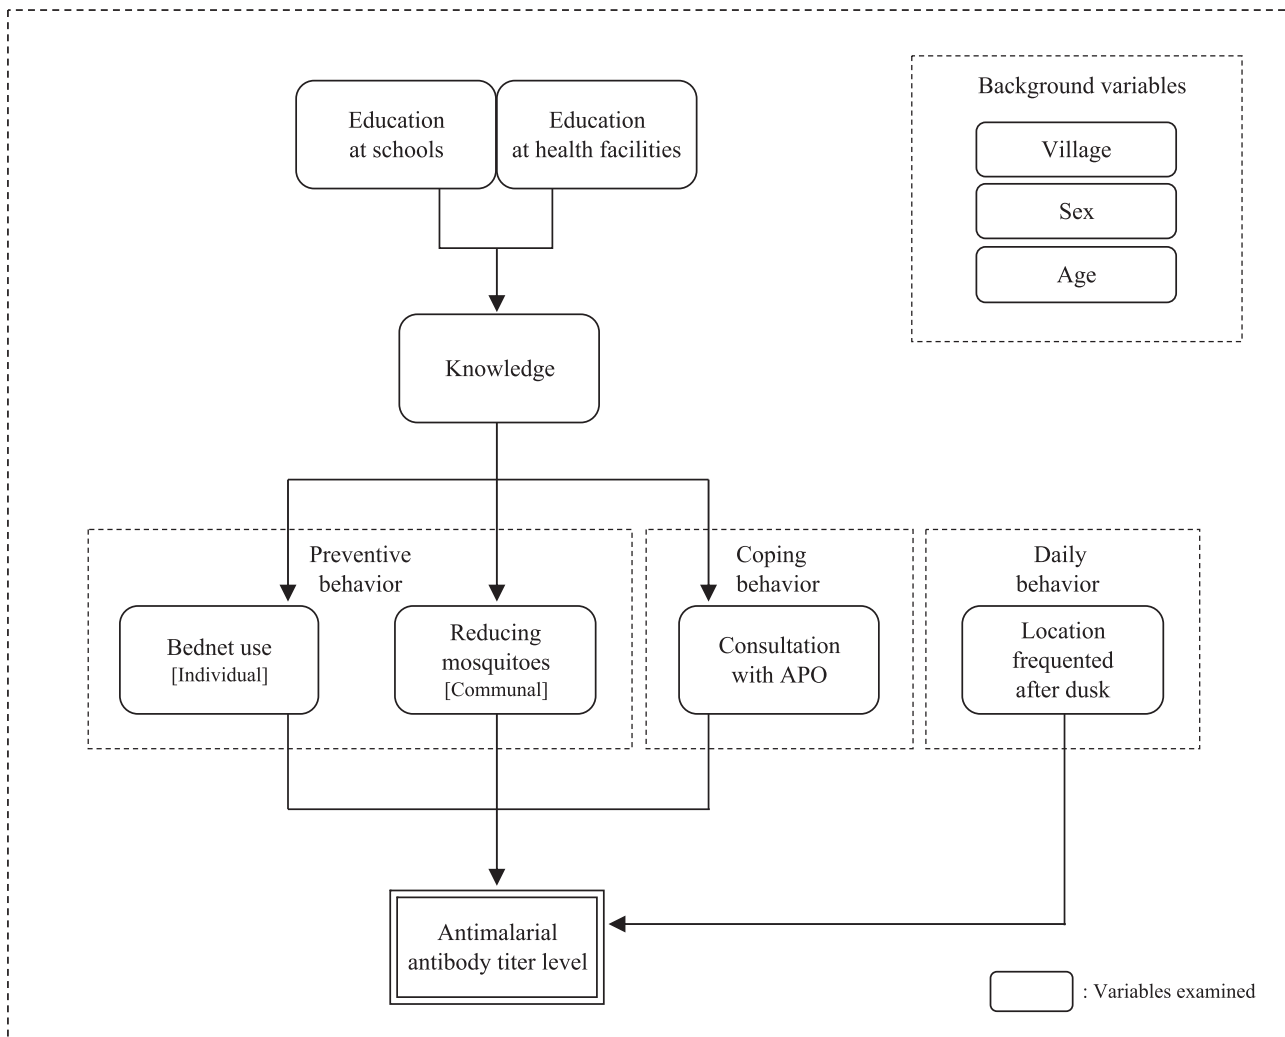 Education
at schools
Education
at health facilities
Background variables
Village
Sex
Age
Knowledge
Preventive
behavior
Bednet use
[Individual]
Reducing
mosquitoes
[Communal]
Coping
behavior
Consultation
with APO
Daily
behavior
Location
frequented
after dusk
Antimalarial
antibody titer level
: Variables examined